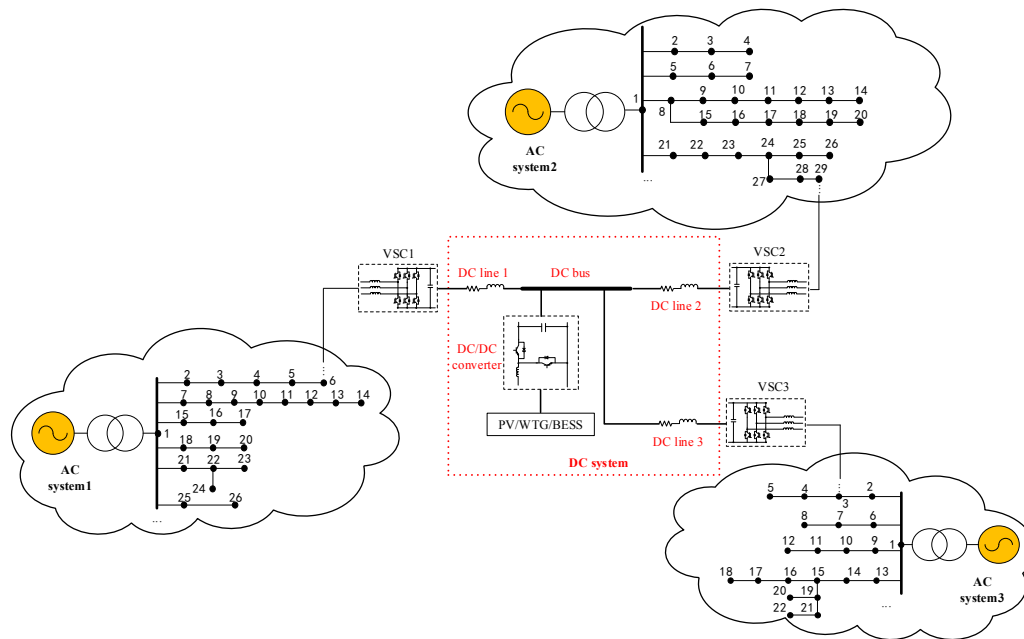 2 3 4
5 6 7
1
9 10 11 12 13 14
8
15 16 17 18 19 20
AC
system2
21 22 23 24 25 26
27 28 29
...
VSC1
VSC2
DC line 1
DC bus
DC line 2
DC/DC
converter
PV/WTG/BESS
VSC3
DC line 3
DC system
2 3 4 5 6
7 8 9 10 11 12 13 14
15 16 17
1
18 19 20
AC
system1
21 22 23
24
25 26
...
5 4 3 2
8 7 6
12 11 10 9
1
18 17 16 15 14 13
20 19
22 21
AC
system3
...